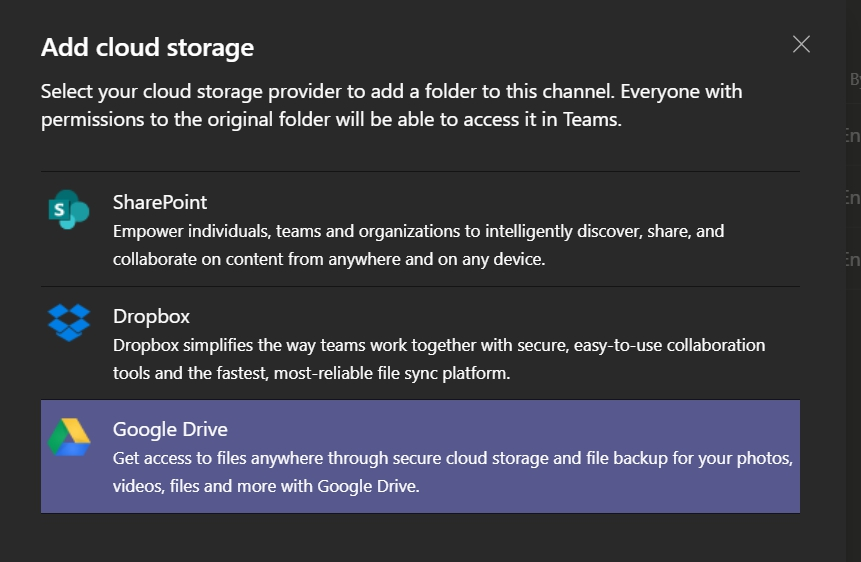 Add cloud storage
Select your cloud storage provider to add a folder to this channel. Everyone with
permissions to the original folder will be able to access it in Teams.
SharePoint
Empower individuals, teams and organizations to intelligently discover, share, and
collaborate on content from anywhere and on any device.
Dropbox
Dropbox simplifies the way teams work together with secure, easy-to-use collaboration
tools and the fastest, most-reliable file sync platform.
Google Drive
Get access to files anywhere through secure cloud storage and file backup for your photos,
videos, files and more with Google Drive.